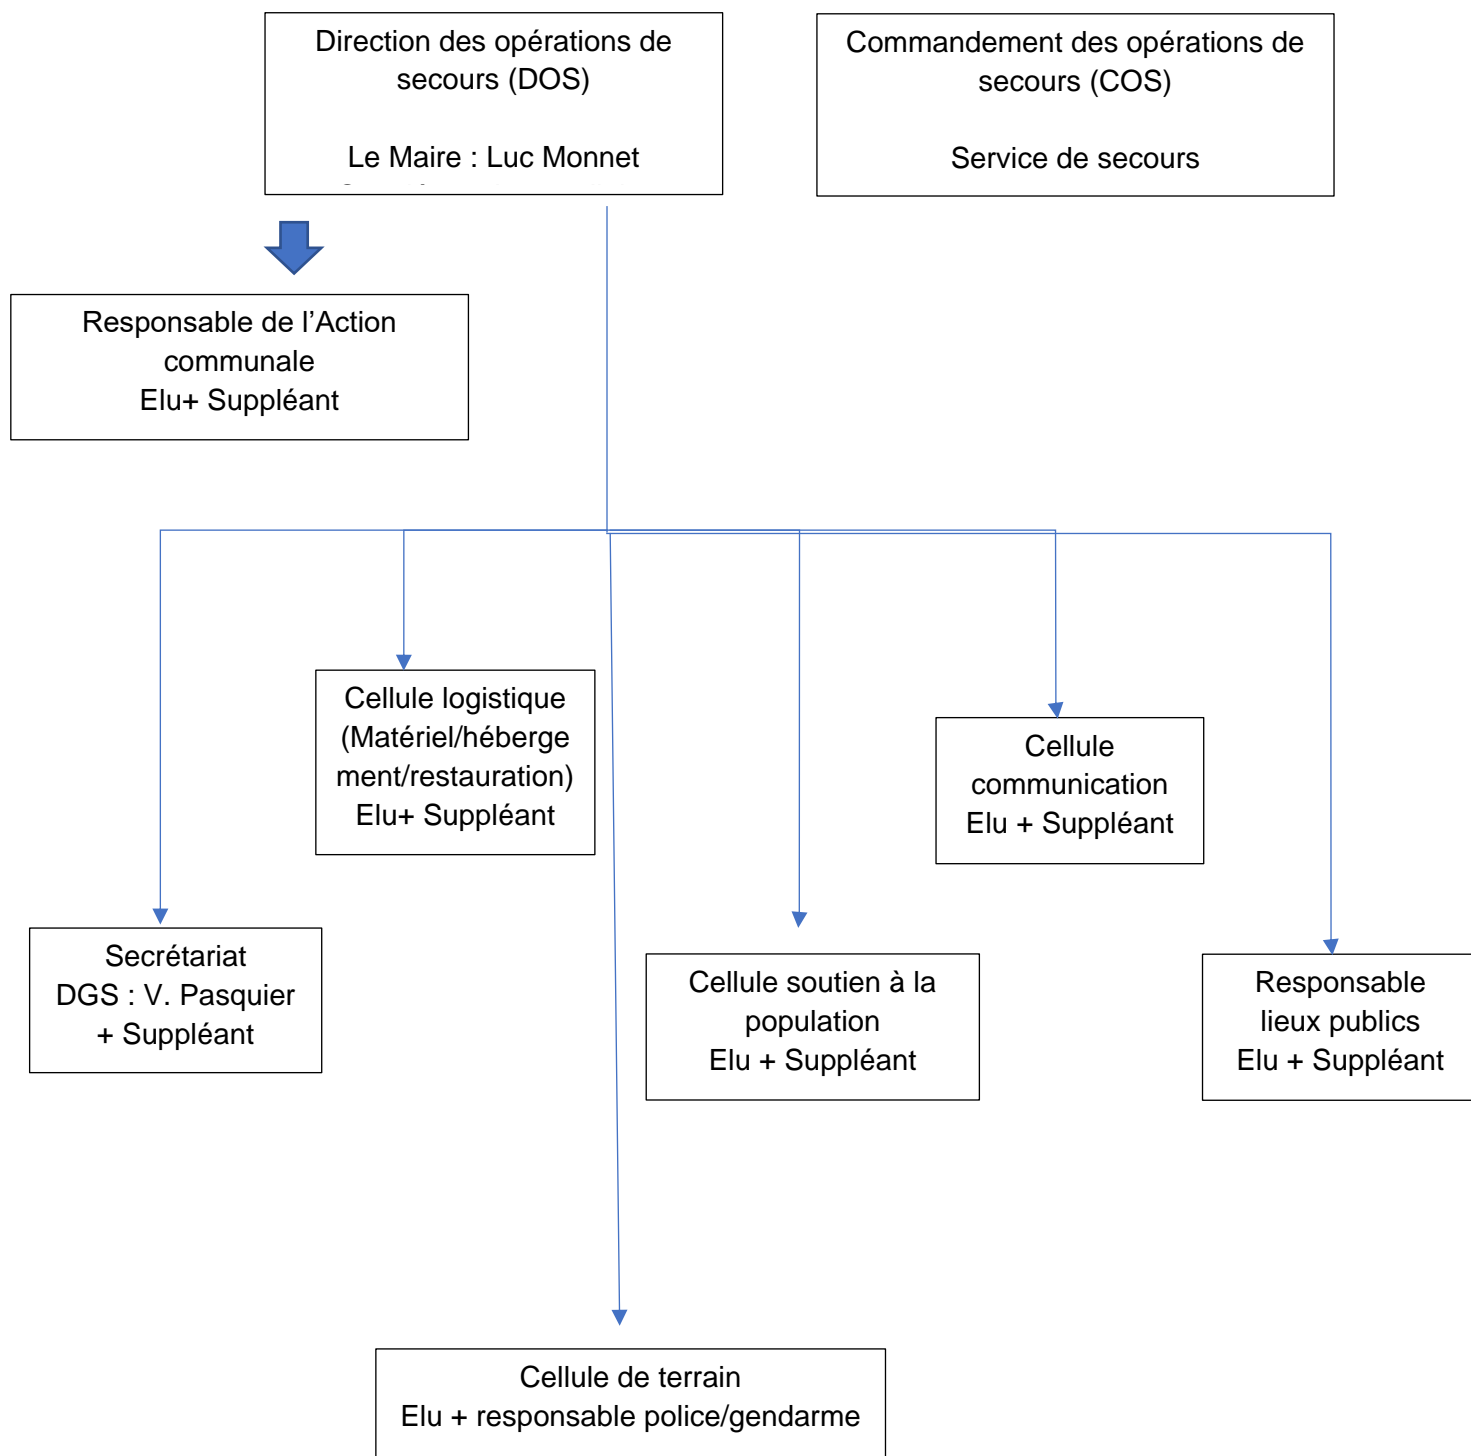 Direction des opérations de
secours (DOS)
Le Maire : Luc Monnet
Commandement des opérations de
secours (COS)
Service de secours
Responsable de l’Action
communale
Elu+ Suppléant
Cellule logistique
(Matériel/héberge
ment/restauration)
Elu+ Suppléant
Cellule
communication
Elu + Suppléant
Secrétariat
DGS : V. Pasquier
+ Suppléant
Cellule soutien à la
population
Elu + Suppléant
Responsable
lieux publics
Elu + Suppléant
Cellule de terrain
Elu + responsable police/gendarme